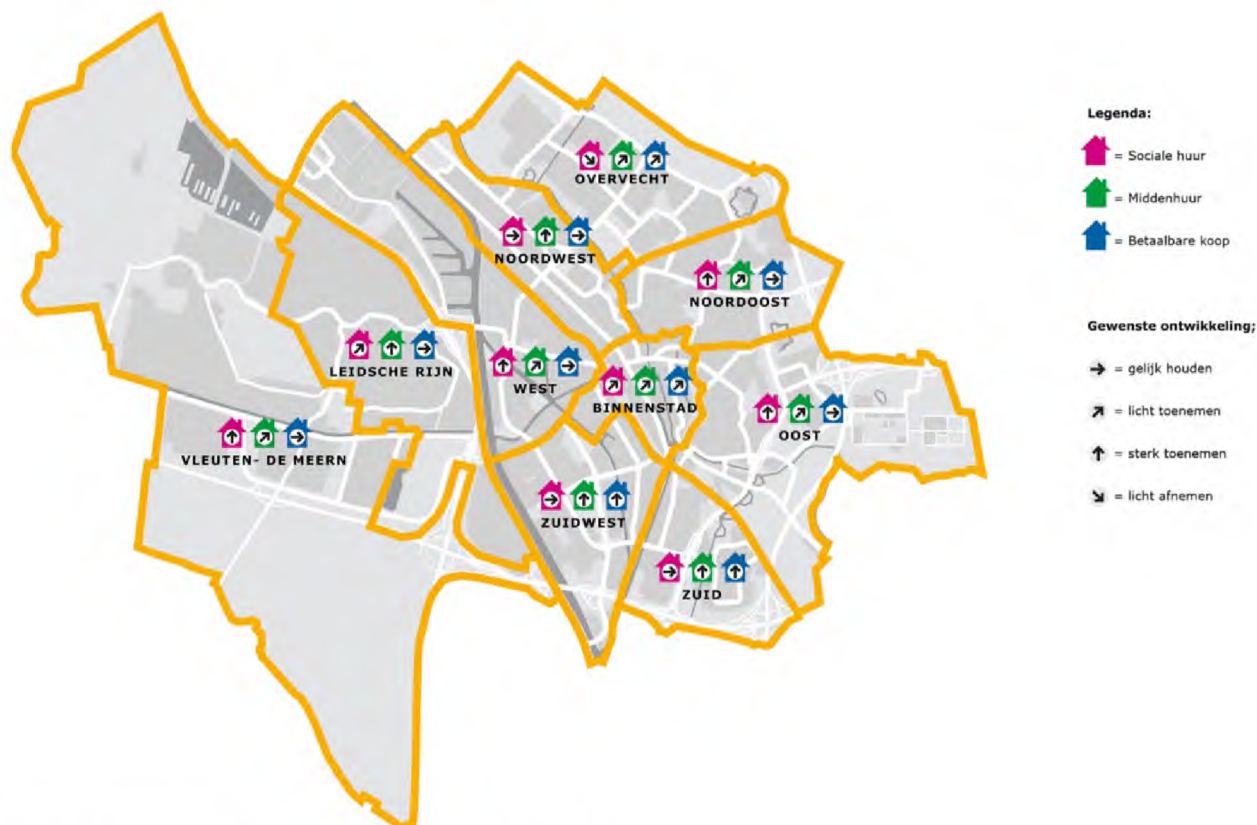 OVERVECHT
NOORDWEST
NOORDOOST
LEIDSCHE RIJN
WEST
BINNENSTAD
OOST
VLEUTEN- DE MEERN
ZUIDWEST
ZUID
Legenda:
= Sociale huur
= Middenhuur
= Betaalbare koop
Gewenste ontwikkeling;
= gelijk houden
= licht toenemen
= sterk toenemen
= licht afnemen